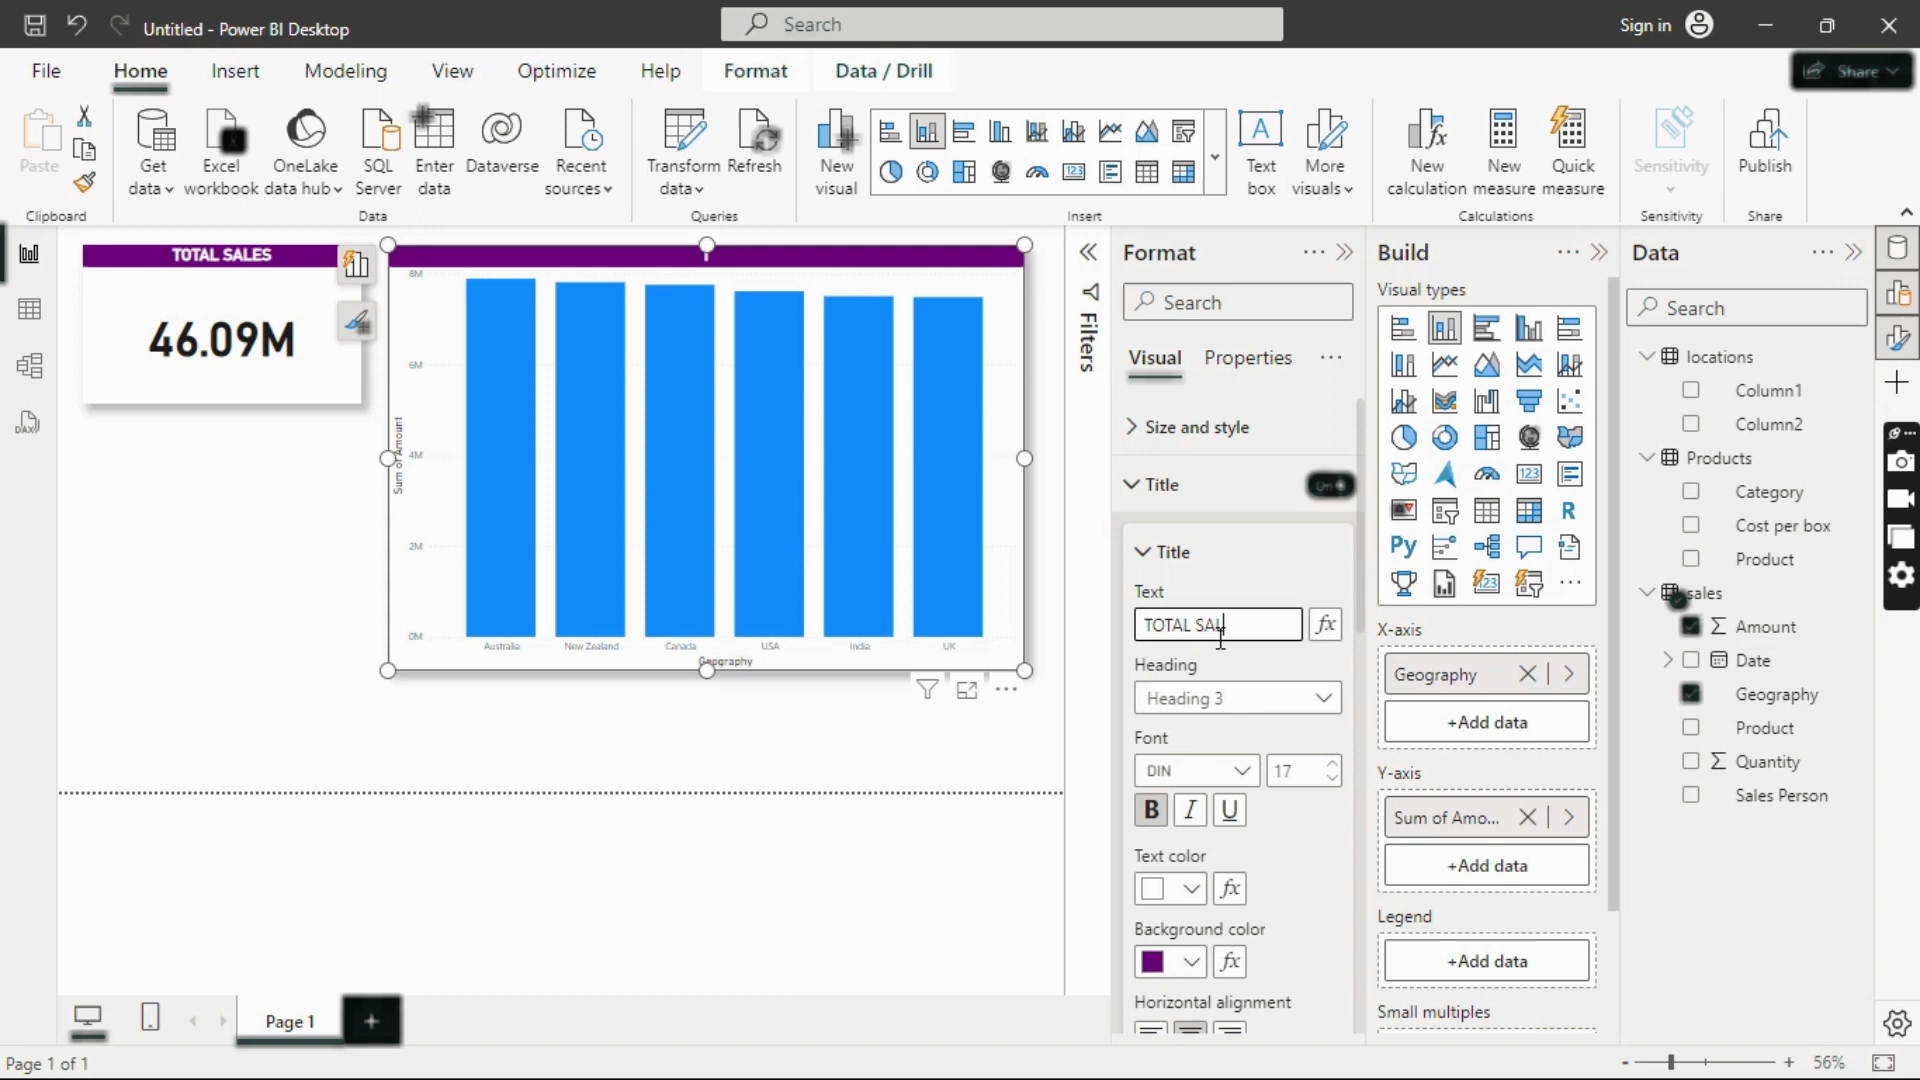 Untitled - Power BI Desktop
Search
Sign in
File
Home
Insert
Modeling
View
Optimize
Help
Format
Data / Drill
Share
Paste
Get data
Excel workbook
OneLake data hub
SQL Server
Enter data
Dataverse
Recent sources
Transform data
Refresh
New visual
Text box
More visuals
New calculation
New measure
Quick measure
Sensitivity
Publish
Clipboard
Data
Queries
Insert
Calculations
Sensitivity
Share
TOTAL SALES
46.09M
T
8M
6M
4M
2M
0M
Sum of Amount
Australia
New Zealand
Canada
USA
India
UK
Geography
Filters
Format
Search
Visual
Properties
Size and style
Title
On
Title
Text
TOTAL SAL
fx
Heading
Heading 3
Font
DIN
17
B I U
Text color
fx
Background color
fx
Horizontal alignment
Build
Visual types
123
R
Py
123
X-axis
Geography
+Add data
Y-axis
Sum of Amo...
+Add data
Legend
+Add data
Small multiples
Data
Search
locations
Column1
Column2
Products
Category
Cost per box
Product
sales
Σ Amount
Date
Geography
Product
Σ Quantity
Sales Person
DAX
Page 1
+
Page 1 of 1
- + 56%